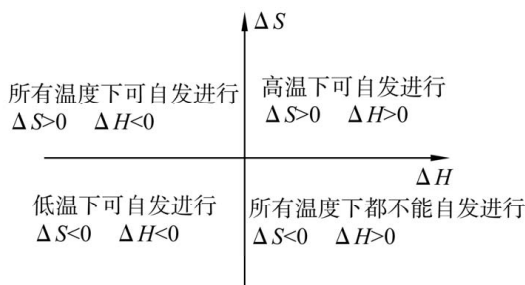 ΔS
所有温度下可自发进行
ΔS>0 ΔH<0
高温下可自发进行
ΔS>0 ΔH>0
ΔH
低温下可自发进行
ΔS<0 ΔH<0
所有温度下都不能自发进行
ΔS<0 ΔH>0